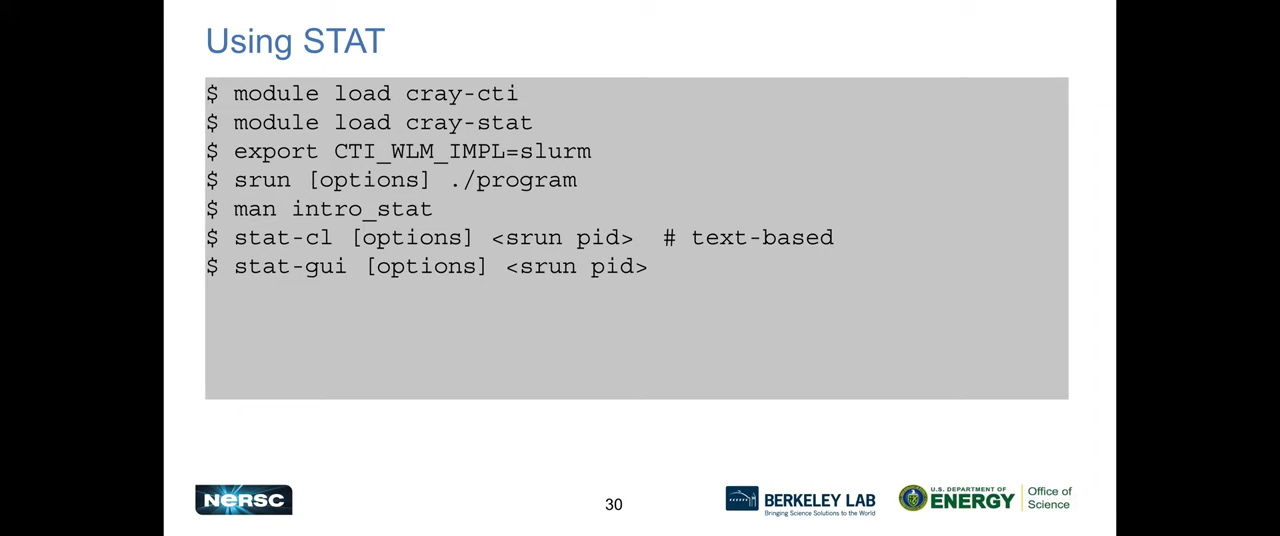 Using STAT
$ module load cray-cti
$ module load cray-stat
$ export CTI_WLM_IMPL=slurm
$ srun [options] ./program
$ man intro_stat
$ stat-cl [options] <srun pid>  # text-based
$ stat-gui [options] <srun pid>
NERSC
30
BERKELEY LAB
Bringing Science Solutions to the World
U.S. DEPARTMENT OF
ENERGY
Office of
Science